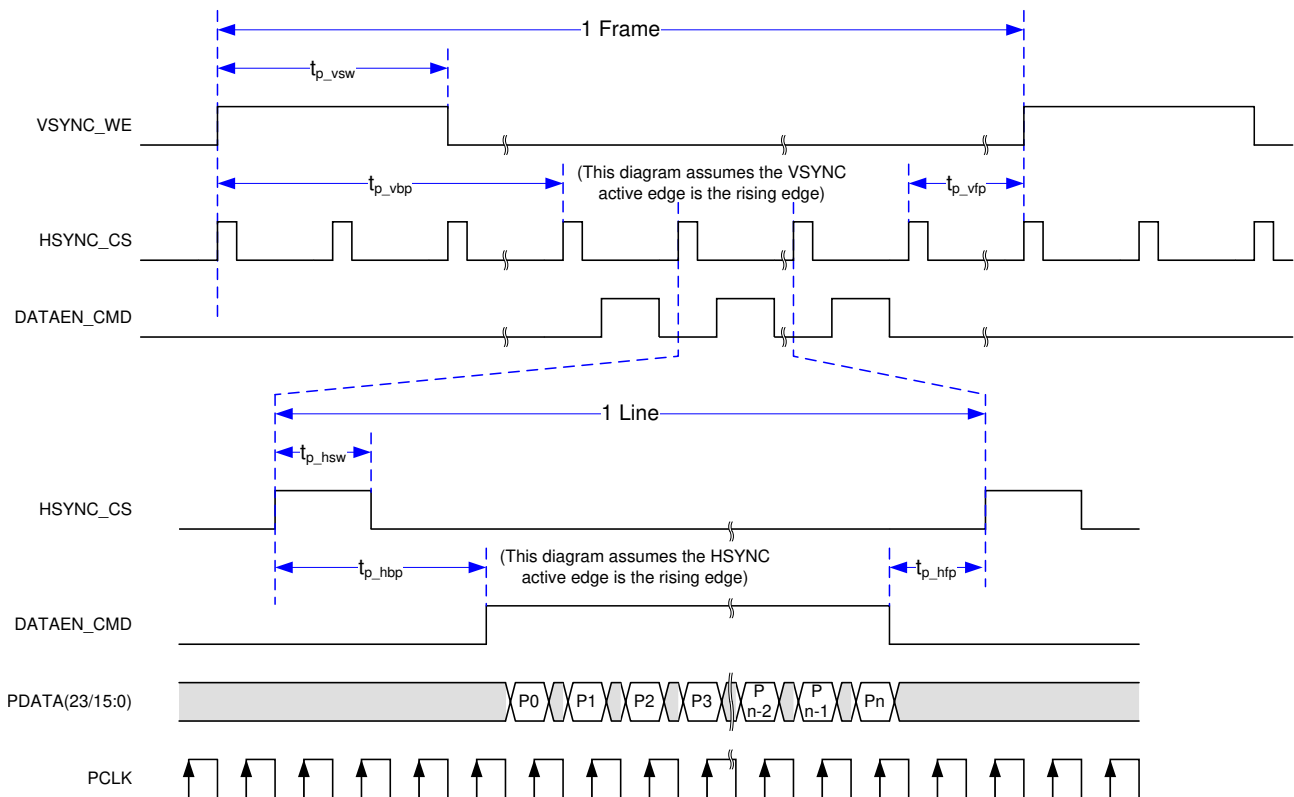 1 Frame
tp_vsw
VSYNC_WE
(This diagram assumes the VSYNC
active edge is the rising edge)
tp_vbp
tp_vfp
HSYNC_CS
DATAEN_CMD
1 Line
tp_hsw
HSYNC_CS
(This diagram assumes the HSYNC
active edge is the rising edge)
tp_hbp
tp_hfp
DATAEN_CMD
PDATA(23/15:0)
P0
P1
P2
P3
P
n-2
P
n-1
Pn
PCLK